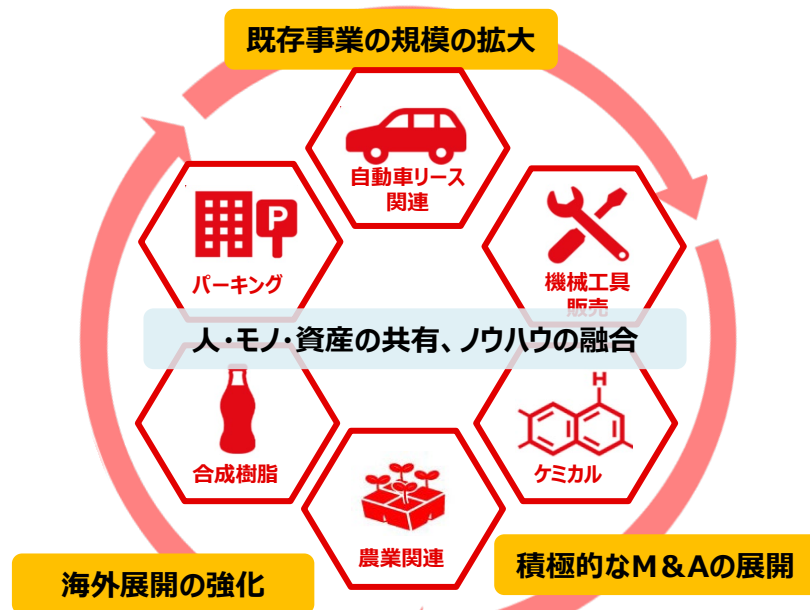 既存事業の規模の拡大
自動車リース
関連
P
パーキング
機械工具
販売
人・モノ・資産の共有、ノウハウの融合
合成樹脂
H
ケミカル
農業関連
海外展開の強化
積極的なM&Aの展開